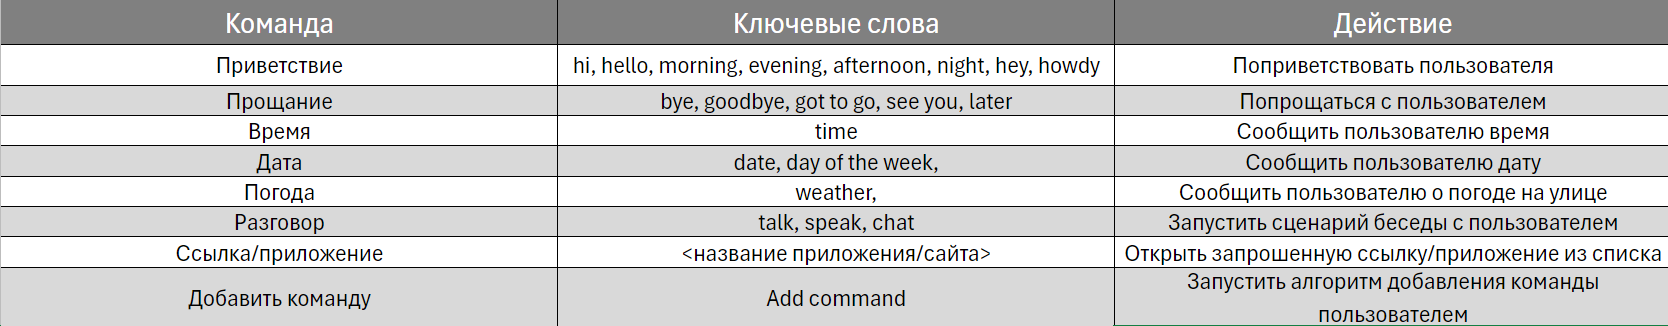 Команда Ключевые слова Действие
Приветствие hi, hello, morning, evening, afternoon, night, hey, howdy Поприветствовать пользователя
Прощание bye, goodbye, got to go, see you, later Попрощаться с пользователем
Время time Сообщить пользователю время
Дата date, day of the week, Сообщить пользователю дату
Погода weather, Сообщить пользователю о погоде на улице
Разговор talk, speak, chat Запустить сценарий беседы с пользователем
Ссылка/приложение <название приложения/сайта> Открыть запрошенную ссылку/приложение из списка
Добавить команду Add command Запустить алгоритм добавления команды
пользователем